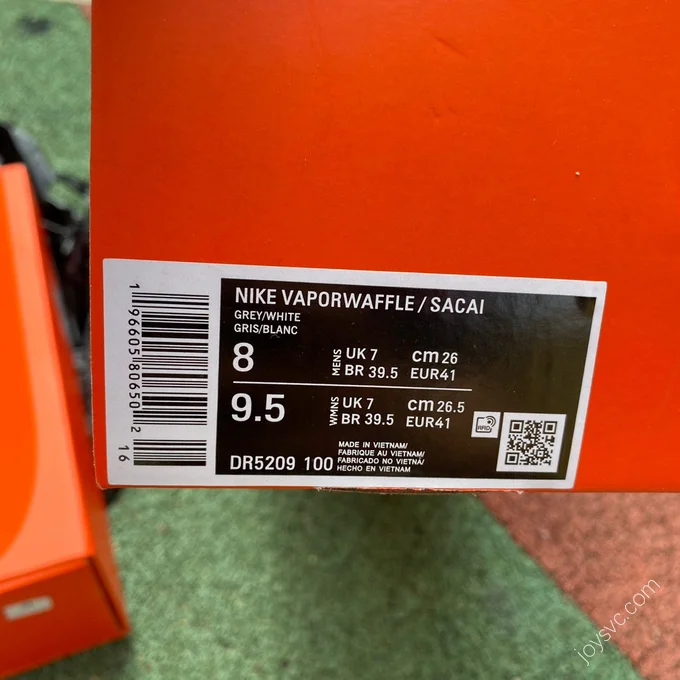 NIKE VAPORWAFFLE / SACAI
GREY/WHITE
GRIS/BLANC
8 MENS UK 7 cm 26
BR 39.5 EUR41
9.5 WMNS UK 7 cm 26.5
BR 39.5 EUR41
RFID
MADE IN VIETNAM/
FABRIQUE AU VIETNAM/
FABRICADO NO VIETNÃ/
HECHO EN VIETNAM
DR5209 100
1 96605 80650 2
16
joysvc.com